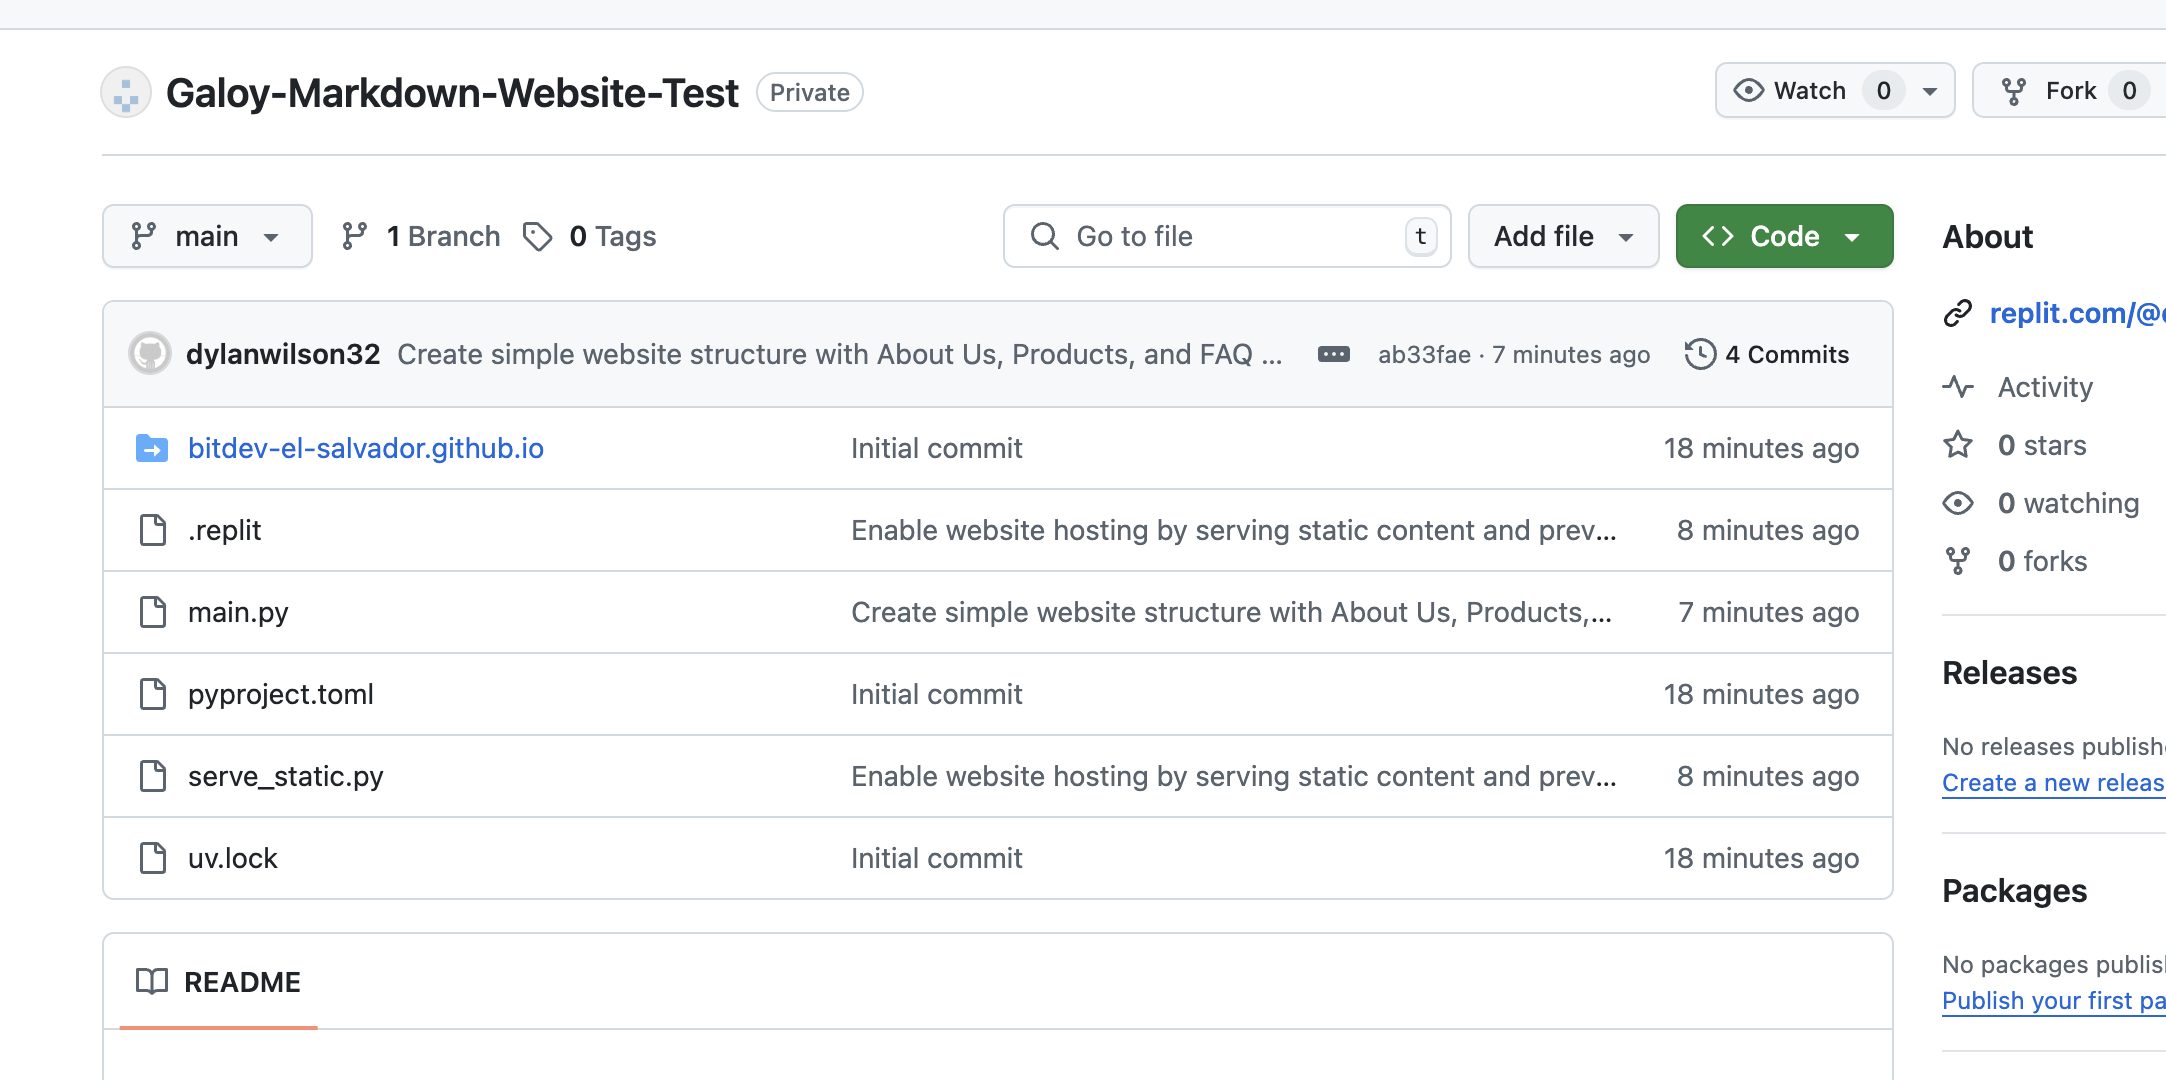 Galoy-Markdown-Website-Test Private Watch 0 Fork 0
main 1 Branch 0 Tags Go to file t Add file Code
About
replit.com/@
dylanwilson32 Create simple website structure with About Us, Products, and FAQ ... ab33fae · 7 minutes ago 4 Commits
Activity
bitdev-el-salvador.github.io Initial commit 18 minutes ago
0 stars
0 watching
.replit Enable website hosting by serving static content and prev... 8 minutes ago
0 forks
main.py Create simple website structure with About Us, Products,... 7 minutes ago
Releases
pyproject.toml Initial commit 18 minutes ago
No releases publish
serve_static.py Enable website hosting by serving static content and prev... 8 minutes ago
Create a new releas
uv.lock Initial commit 18 minutes ago
Packages
No packages publis
README
Publish your first pa